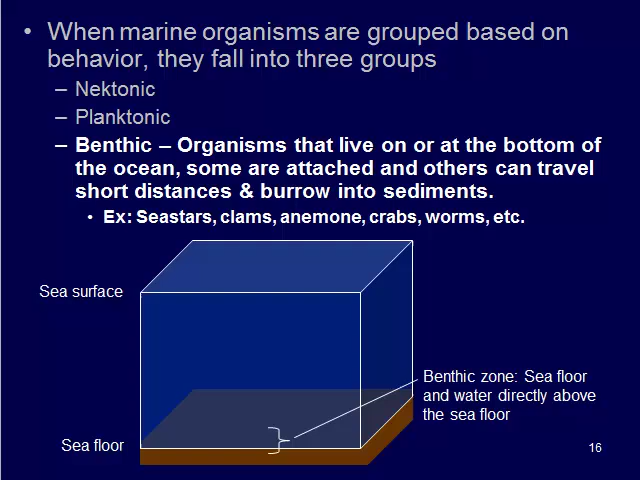 • When marine organisms are grouped based on
behavior, they fall into three groups
– Nektonic
– Planktonic
– Benthic – Organisms that live on or at the bottom of
the ocean, some are attached and others can travel
short distances & burrow into sediments.
• Ex: Seastars, clams, anemone, crabs, worms, etc.
Sea surface
Benthic zone: Sea floor
and water directly above
the sea floor
Sea floor
16